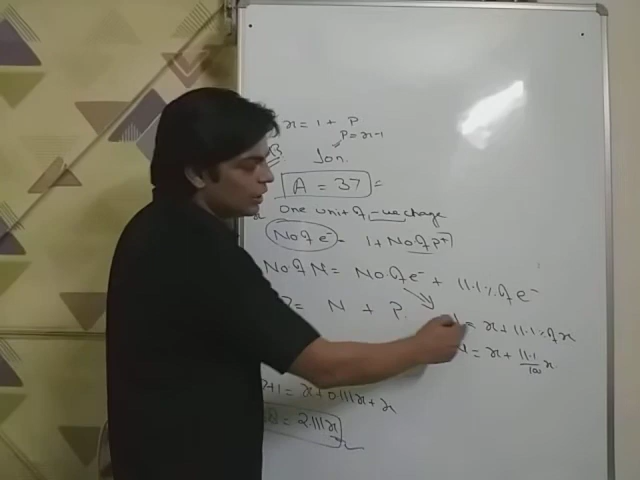 x = 1 + P
P = x-1
Ion.
A = 37 =
One unit of -ve charge
No of e⁻ = 1 + No of P⁺
No of N = No of e⁻ + 11.1% of e⁻
= N + P.
= x + 11.1% of x
= x + 11.1/100 x
+1 = x + 0.111x + x
= 2.111x